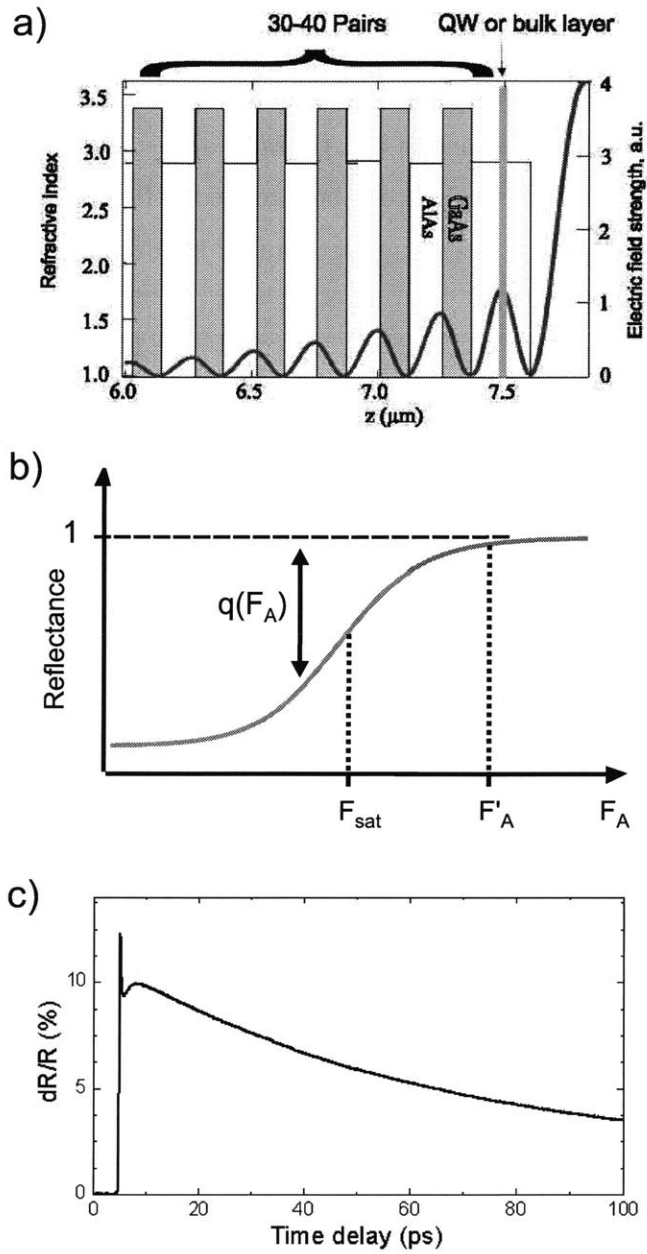 a)
30-40 Pairs
QW or bulk layer
3.5
3.0
2.5
2.0
1.5
1.0
Refractive Index
AlAs
GaAs
4
3
2
1
0
Electric field strength, a.u.
6.0 6.5 7.0 7.5
z (μm)
b)
1
q(F_A)
Reflectance
F_sat F'_A F_A
c)
10
5
0
dR/R (%)
0 20 40 60 80 100
Time delay (ps)